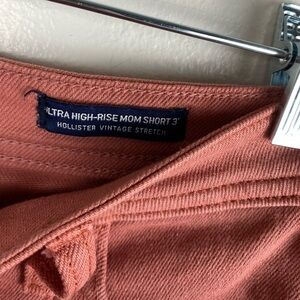 ULTRA HIGH-RISE MOM SHORT 3"
HOLLISTER VINTAGE STRETCH